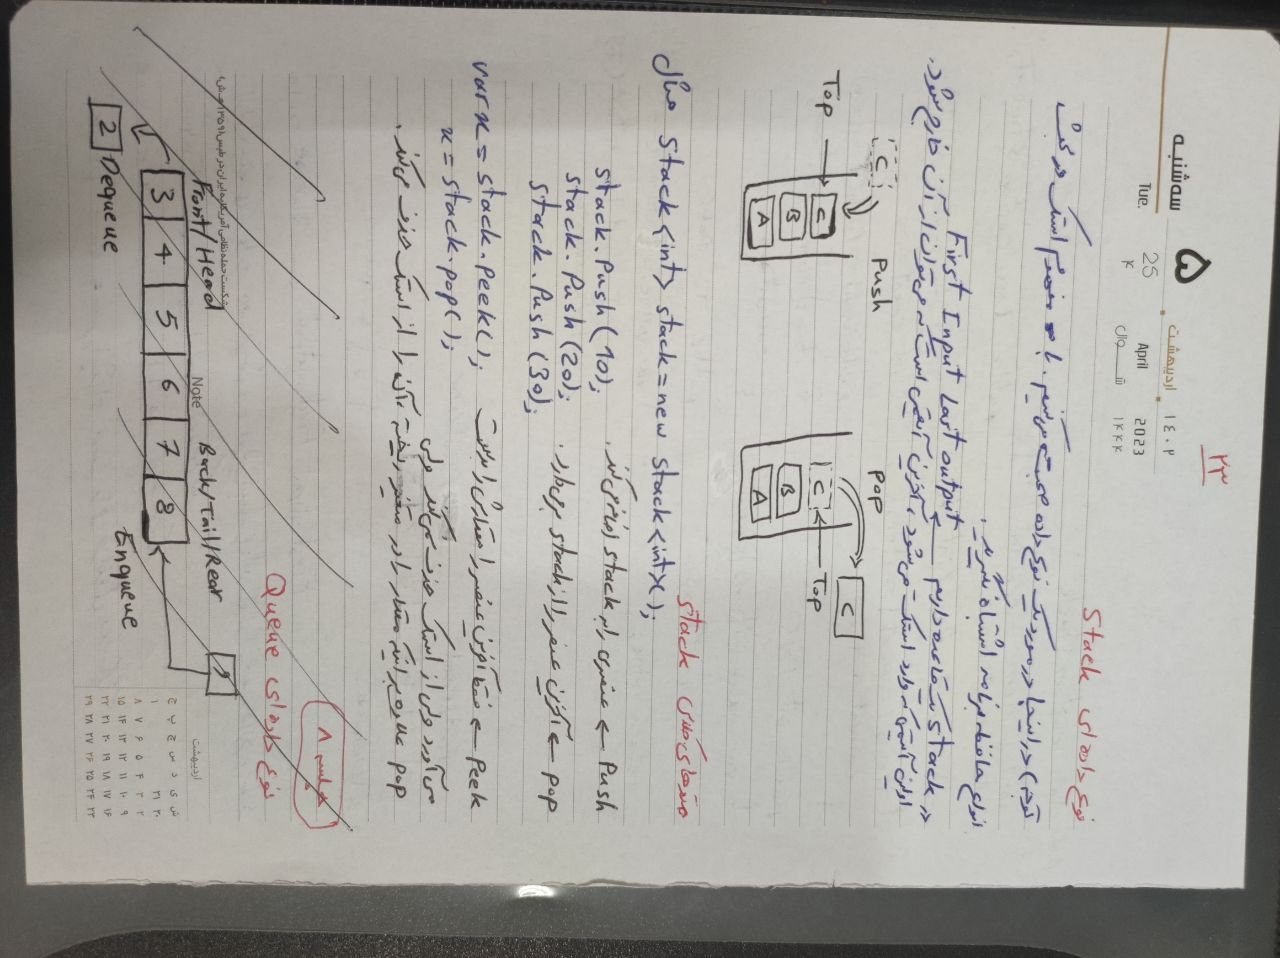 ۲۳
سه‌شنبه ۵ اردیبهشت ۱۴۰۲
Tue. 25 April 2023
۴ شوال ۱۴۴۴
نوع داده ای Stack
توجه) در اینجا در مورد یک نوع داده صحبت می‌کنیم. با مفهوم استک در بحث
انواع حافظه برنامه اشتباه نگیرید.
در stack یک قاعده داریم ← First Input Last output
اولین آیتمی که وارد استک می‌شود، آخرین آیتمی است که می‌توان از آن خارج شود.
C Push
Top → C
B
A
pop C
C ← Top
B
A
متدهای کلاس stack
مثال Stack<int> stack = new stack<int>();
Push ← عنصری را به stack اضافه می‌کند.
stack.Push(10);
stack.Push(20);
pop ← آخرین عنصر را از stack برمی‌دارد.
stack.Push(30);
Peek ← فقط آخرین عنصر را مقدارش را بدست
var x = stack.peek();
x = stack.pop();
می‌آورد ولی از استک حذف نمی‌کند ولی
pop علاوه بر اینکه مقدار را در متغیر ریخته، آن را از استک حذف می‌کند.
جلسه ۸
نوع داده ای Queue
شکست حمله نظامی آمریکا به ایران در طبس (۱۳۵۹ ه‍.ش)
Front/Head Note Back/Tail/Rear 9
3 4 5 6 7 8
2 Dequeue Enqueue
اردیبهشت
ش ی د س چ پ ج
۳۰ ۳۱ ۱
۲ ۳ ۴ ۵ ۶ ۷ ۸
۹ ۱۰ ۱۱ ۱۲ ۱۳ ۱۴ ۱۵
۱۶ ۱۷ ۱۸ ۱۹ ۲۰ ۲۱ ۲۲
۲۳ ۲۴ ۲۵ ۲۶ ۲۷ ۲۸ ۲۹